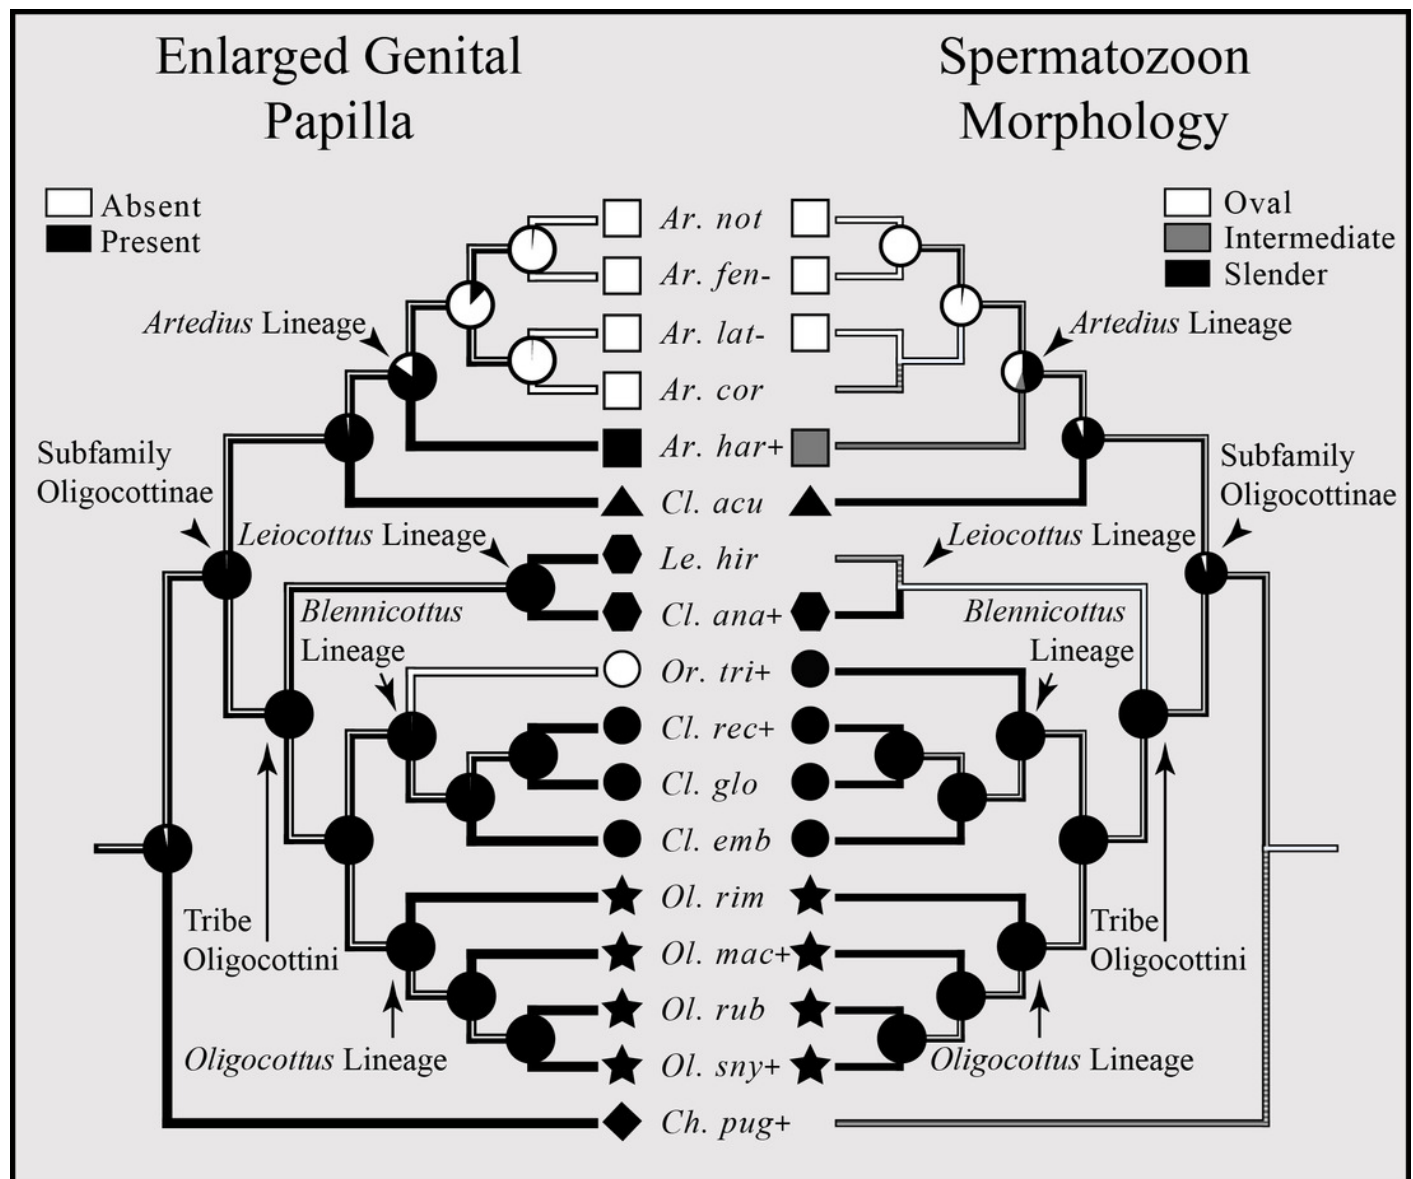 Enlarged Genital
Papilla
Spermatozoon
Morphology
Absent
Present
Oval
Intermediate
Slender
Ar. not
Ar. fen-
Ar. lat-
Ar. cor
Ar. har+
Cl. acu
Le. hir
Cl. ana+
Or. tri+
Cl. rec+
Cl. glo
Cl. emb
Ol. rim
Ol. mac+
Ol. rub
Ol. sny+
Ch. pug+
Artedius Lineage
Subfamily
Oligocottinae
Leiocottus Lineage
Blennicottus
Lineage
Tribe
Oligocottini
Oligocottus Lineage
Artedius Lineage
Subfamily
Oligocottinae
Leiocottus Lineage
Blennicottus
Lineage
Tribe
Oligocottini
Oligocottus Lineage